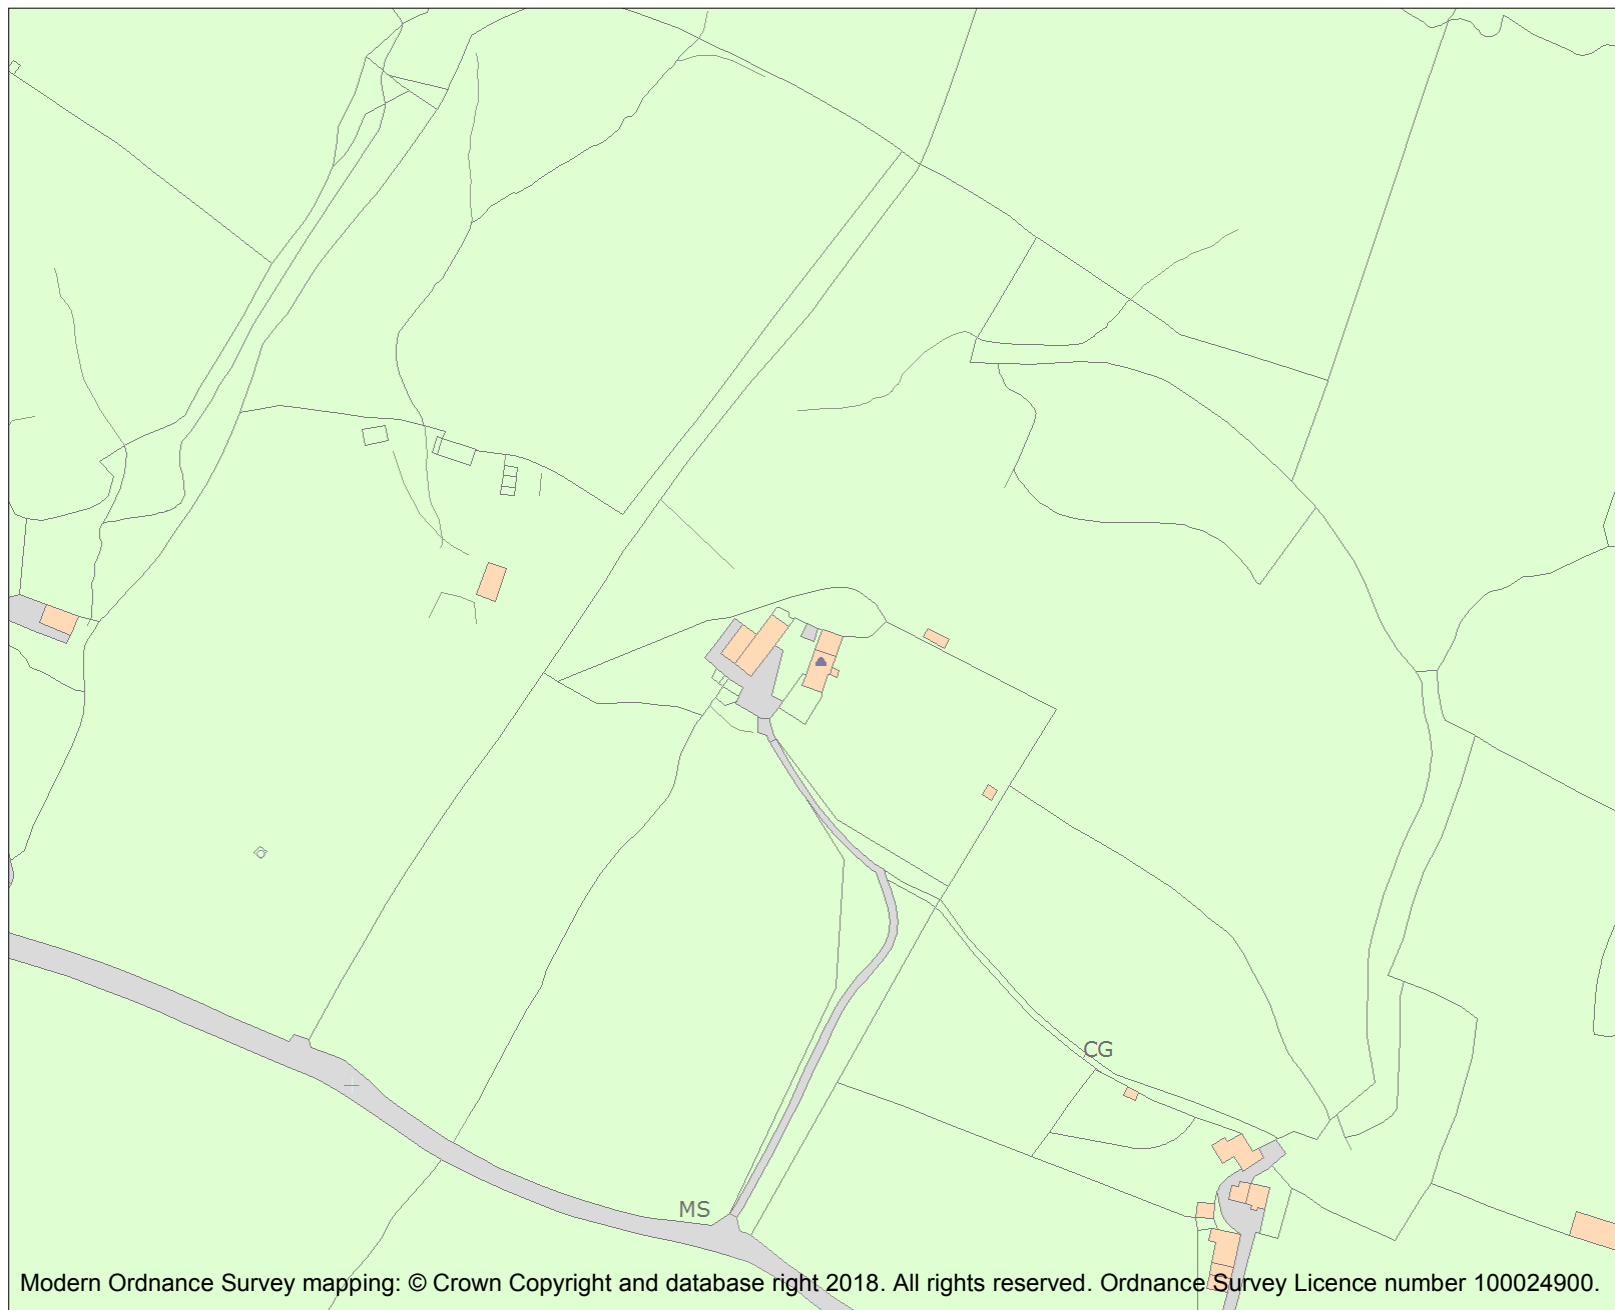 CG
MS
Modern Ordnance Survey mapping: © Crown Copyright and database right 2018. All rights reserved. Ordnance Survey Licence number 100024900.